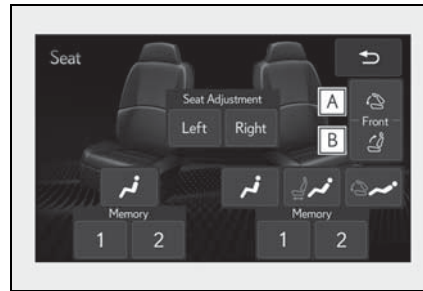 Seat
Seat Adjustment
A
Left Right
Front
B
Memory
1 2
Memory
1 2